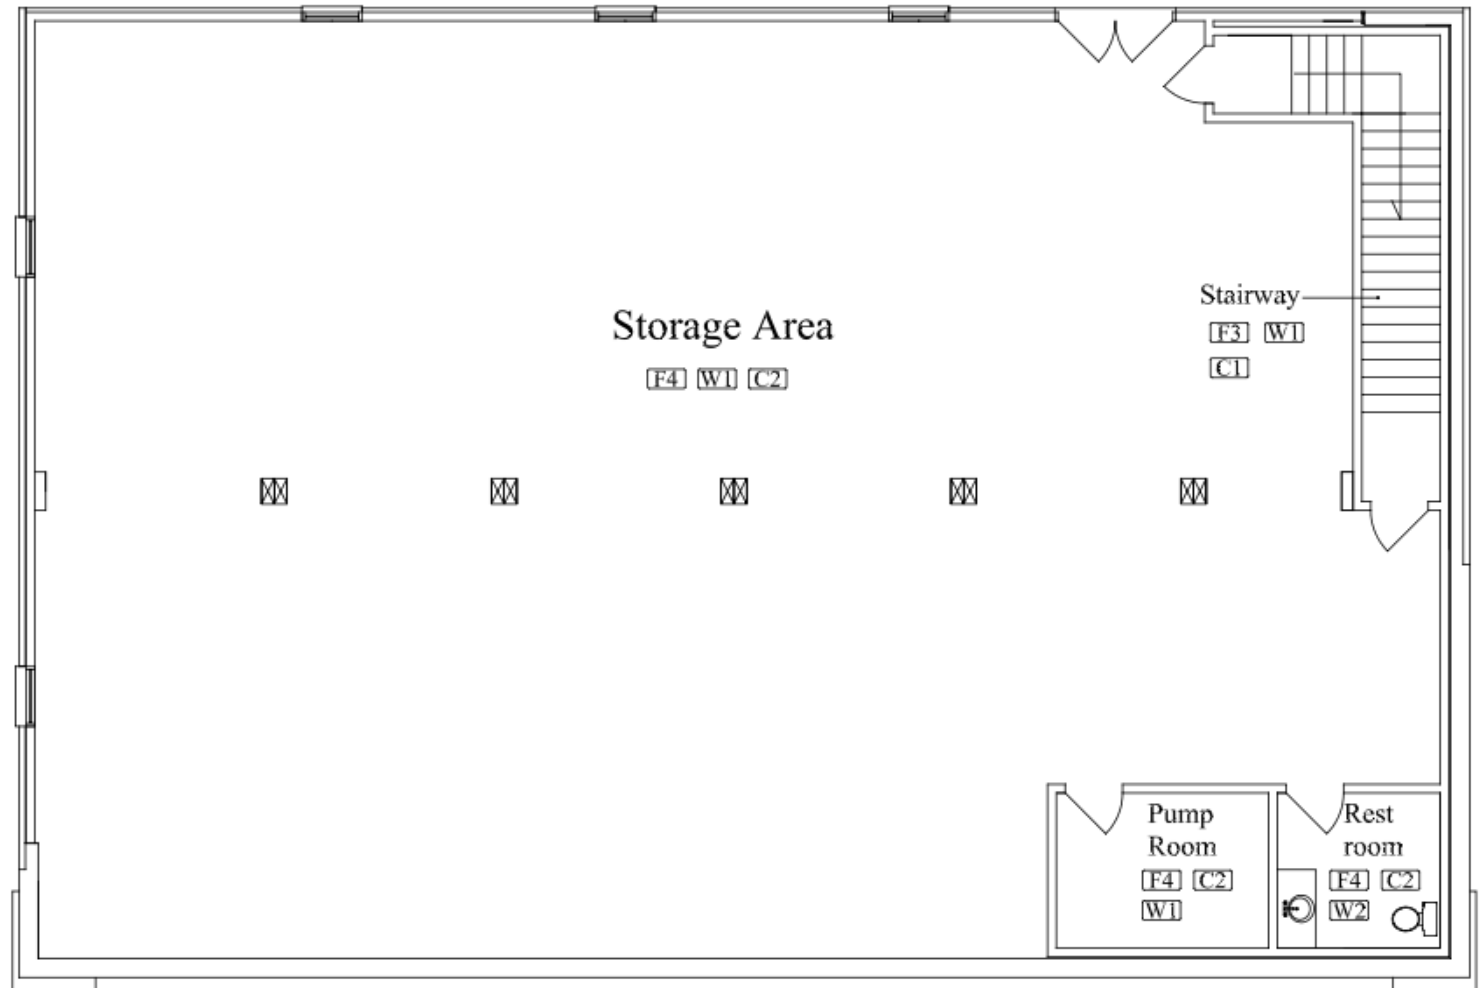 Stairway
F3 W1
C1
Storage Area
F4 W1 C2
Pump
Room
F4 C2
W1
Rest
room
F4 C2
W2